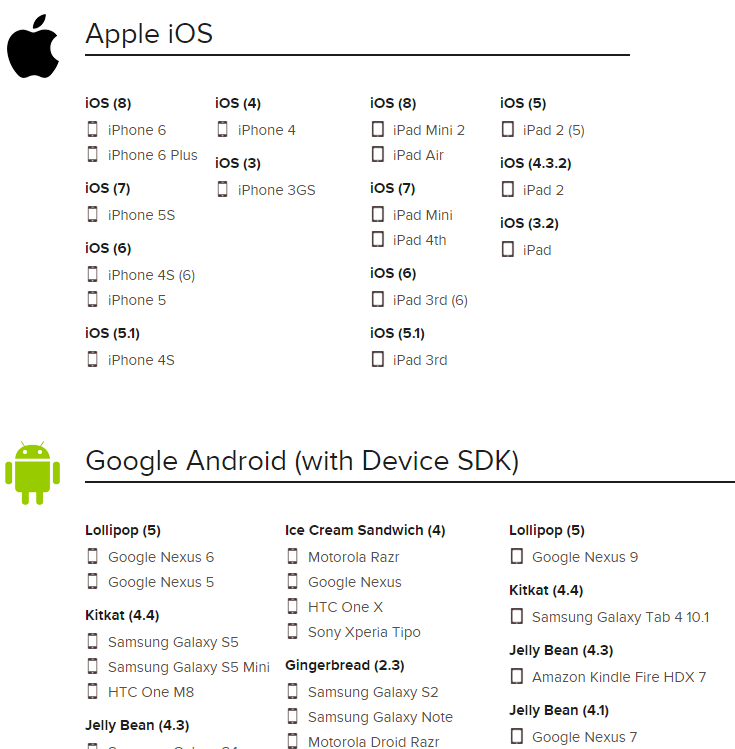 Apple iOS
iOS (8)
iPhone 6
iPhone 6 Plus
iOS (7)
iPhone 5S
iOS (6)
iPhone 4S (6)
iPhone 5
iOS (5.1)
iPhone 4S
iOS (4)
iPhone 4
iOS (3)
iPhone 3GS
iOS (8)
iPad Mini 2
iPad Air
iOS (7)
iPad Mini
iPad 4th
iOS (6)
iPad 3rd (6)
iOS (5.1)
iPad 3rd
iOS (5)
iPad 2 (5)
iOS (4.3.2)
iPad 2
iOS (3.2)
iPad
Google Android (with Device SDK)
Lollipop (5)
Google Nexus 6
Google Nexus 5
Kitkat (4.4)
Samsung Galaxy S5
Samsung Galaxy S5 Mini
HTC One M8
Jelly Bean (4.3)
Ice Cream Sandwich (4)
Motorola Razr
Google Nexus
HTC One X
Sony Xperia Tipo
Gingerbread (2.3)
Samsung Galaxy S2
Samsung Galaxy Note
Motorola Droid Razr
Lollipop (5)
Google Nexus 9
Kitkat (4.4)
Samsung Galaxy Tab 4 10.1
Jelly Bean (4.3)
Amazon Kindle Fire HDX 7
Jelly Bean (4.1)
Google Nexus 7